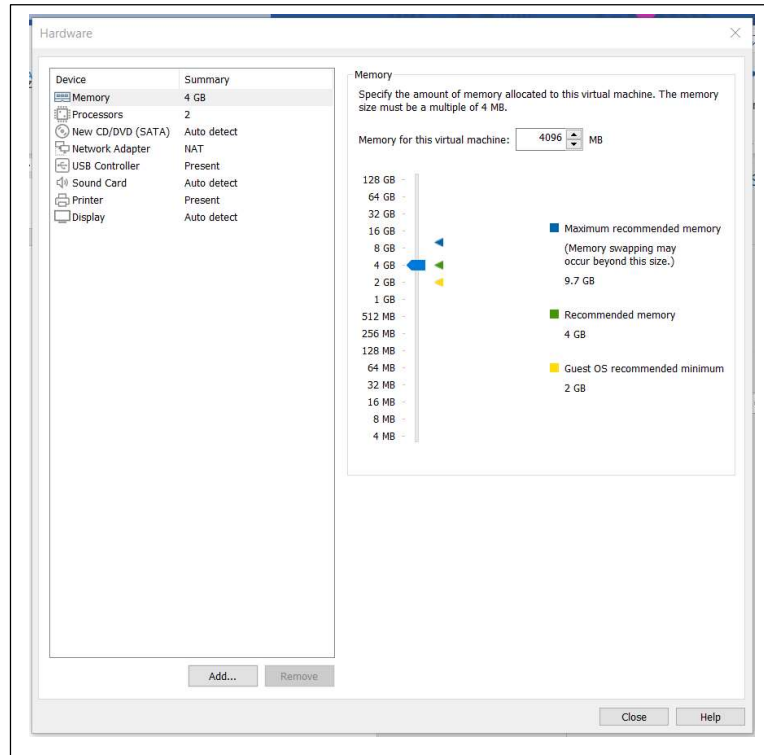 Hardware
Device Summary
Memory 4 GB
Processors 2
New CD/DVD (SATA) Auto detect
Network Adapter NAT
USB Controller Present
Sound Card Auto detect
Printer Present
Display Auto detect
Add... Remove
Memory
Specify the amount of memory allocated to this virtual machine. The memory
size must be a multiple of 4 MB.
Memory for this virtual machine: 4096 MB
128 GB
64 GB
32 GB
16 GB
8 GB
4 GB
2 GB
1 GB
512 MB
256 MB
128 MB
64 MB
32 MB
16 MB
8 MB
4 MB
Maximum recommended memory
(Memory swapping may
occur beyond this size.)
9.7 GB
Recommended memory
4 GB
Guest OS recommended minimum
2 GB
Close Help